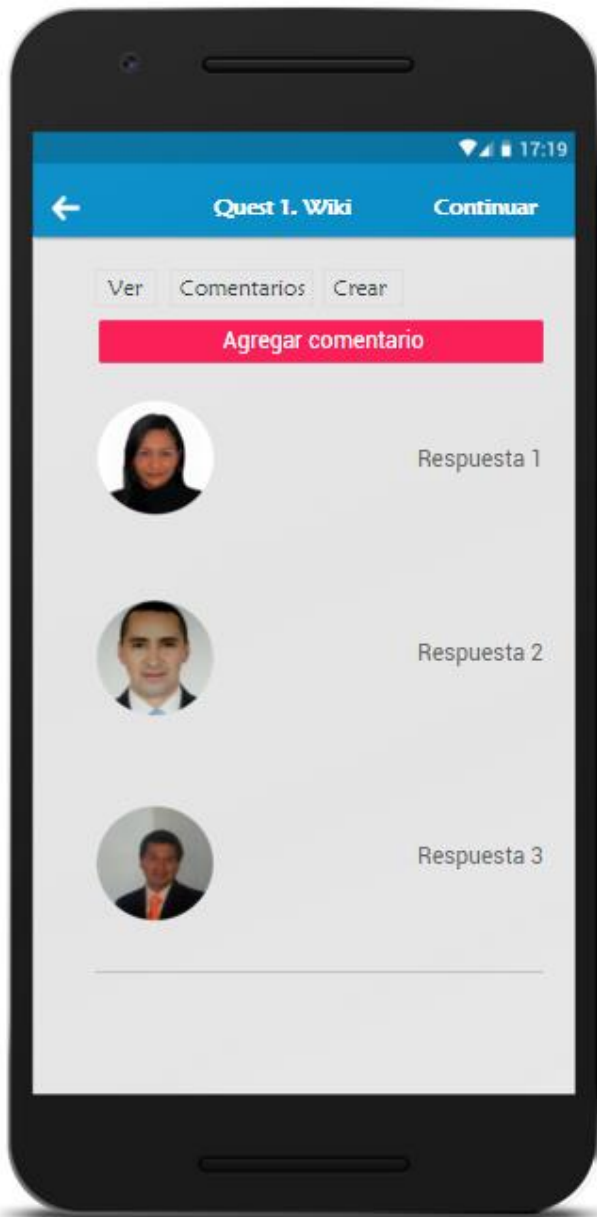 17:19
Quest 1. Wiki Continuar
Ver Comentarios Crear
Agregar comentario
Respuesta 1
Respuesta 2
Respuesta 3